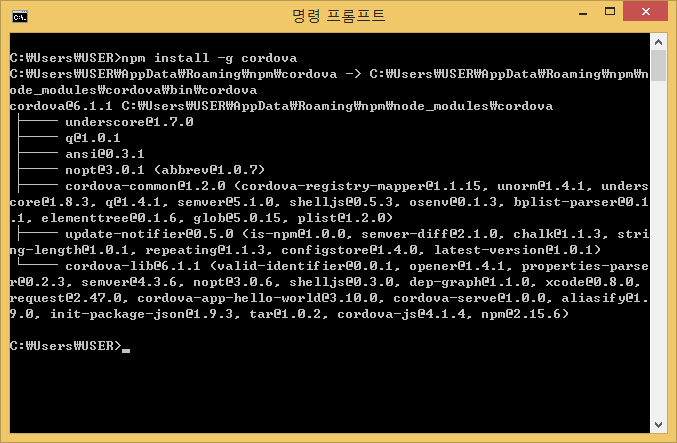 명령 프롬프트
C:\Users\USER>npm install -g cordova
C:\Users\USER\AppData\Roaming\npm\cordova -> C:\Users\USER\AppData\Roaming\npm\n
ode_modules\cordova\bin\cordova
cordova@6.1.1 C:\Users\USER\AppData\Roaming\npm\node_modules\cordova
├── underscore@1.7.0
├── q@1.0.1
├── ansi@0.3.1
├── nopt@3.0.1 (abbrev@1.0.7)
├── cordova-common@1.2.0 (cordova-registry-mapper@1.1.15, unorm@1.4.1, unders
core@1.8.3, q@1.4.1, semver@5.1.0, shelljs@0.5.3, osenv@0.1.3, bplist-parser@0.1
.1, elementtree@0.1.6, glob@5.0.15, plist@1.2.0)
├── update-notifier@0.5.0 (is-npm@1.0.0, semver-diff@2.1.0, chalk@1.1.3, stri
ng-length@1.0.1, repeating@1.1.3, configstore@1.4.0, latest-version@1.0.1)
└── cordova-lib@6.1.1 (valid-identifier@0.0.1, opener@1.4.1, properties-parse
r@0.2.3, semver@4.3.6, nopt@3.0.6, shelljs@0.3.0, dep-graph@1.1.0, xcode@0.8.0,
request@2.47.0, cordova-app-hello-world@3.10.0, cordova-serve@1.0.0, aliasify@1.
9.0, init-package-json@1.9.3, tar@1.0.2, cordova-js@4.1.4, npm@2.15.6)
C:\Users\USER>